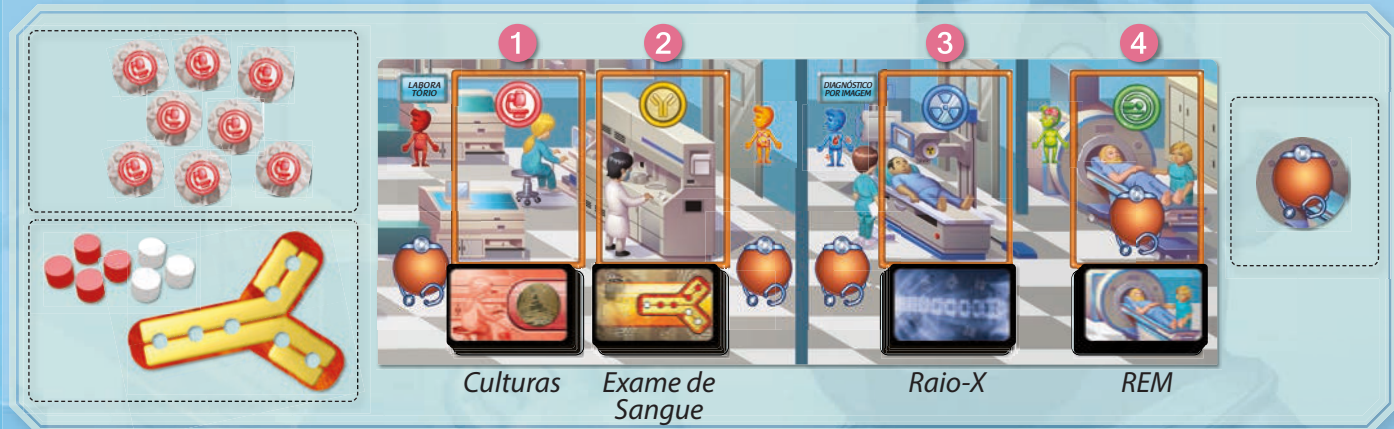 1
2
3
4
LABORA
TÓRIO
DIAGNÓSTICO
POR IMAGEM
Culturas
Exame de
Sangue
Raio-X
REM